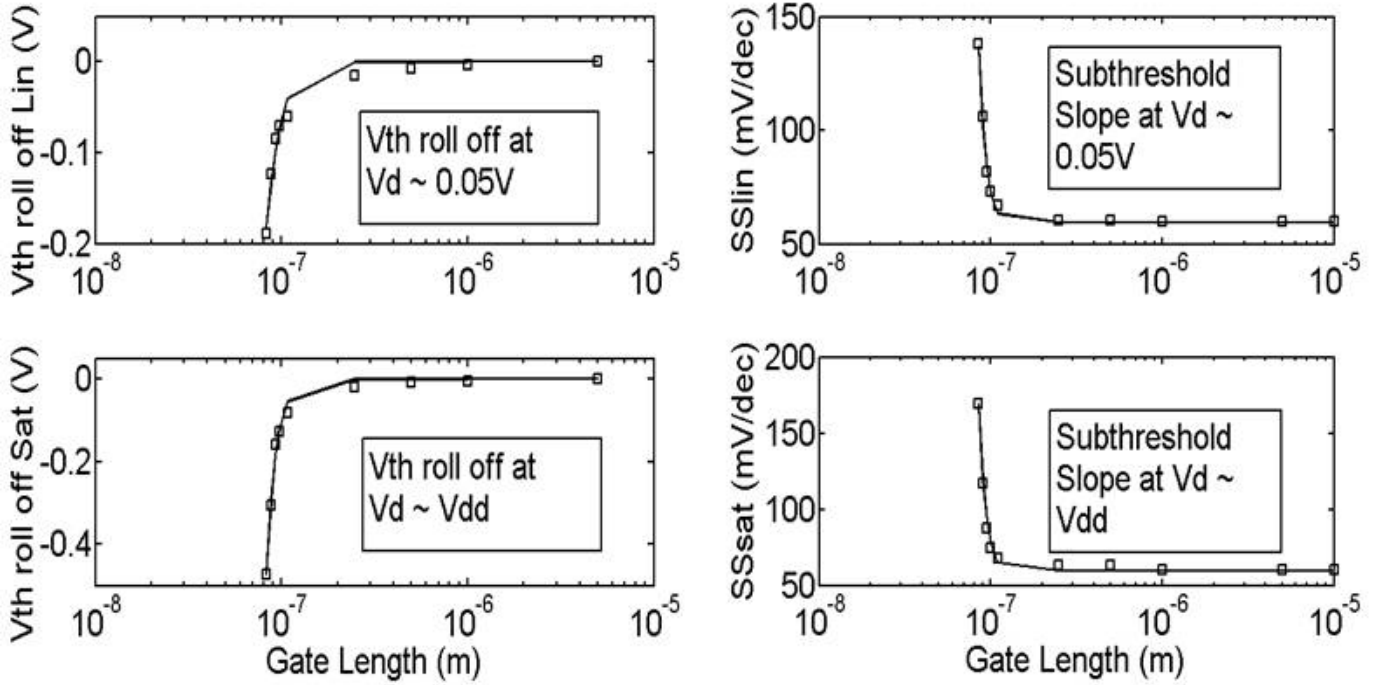 Vth roll off Lin (V)
0
-0.1
-0.2
10-8
10-7
10-6
10-5
Vth roll off at
Vd ~ 0.05V
SSlin (mV/dec)
150
100
50
10-8
10-7
10-6
10-5
Subthreshold
Slope at Vd ~
0.05V
Vth roll off Sat (V)
0
-0.2
-0.4
10-8
10-7
10-6
10-5
Gate Length (m)
Vth roll off at
Vd ~ Vdd
SSsat (mV/dec)
200
150
100
50
10-8
10-7
10-6
10-5
Gate Length (m)
Subthreshold
Slope at Vd ~
Vdd